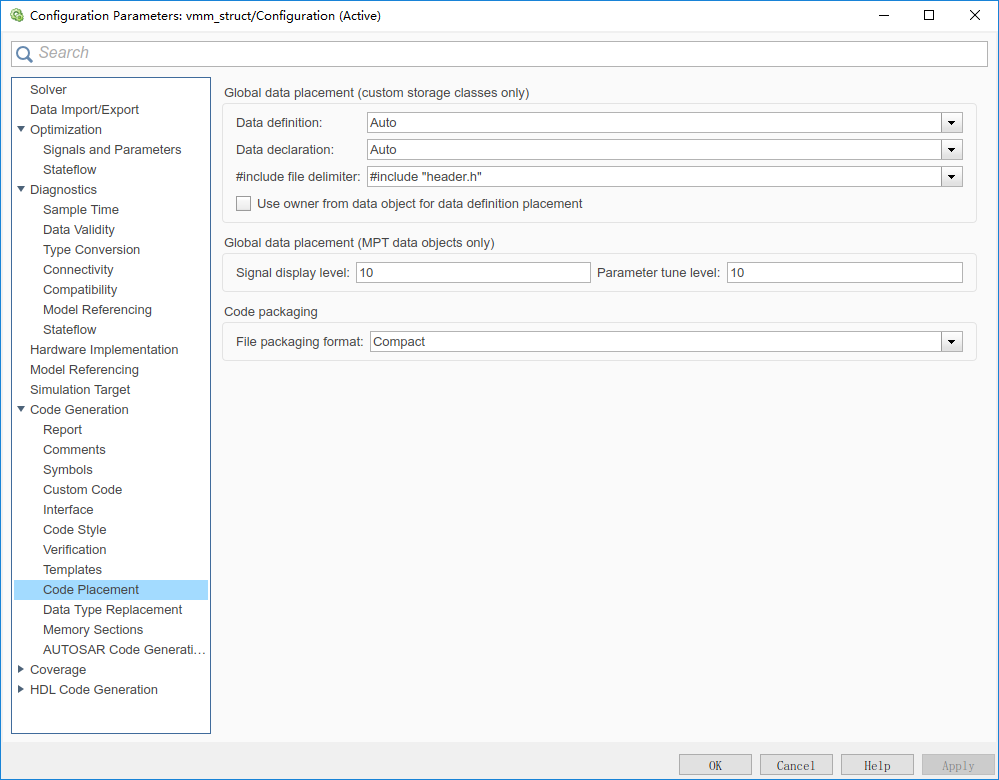 Configuration Parameters: vmm_struct/Configuration (Active)
Search
Solver
Data Import/Export
Optimization
Signals and Parameters
Stateflow
Diagnostics
Sample Time
Data Validity
Type Conversion
Connectivity
Compatibility
Model Referencing
Stateflow
Hardware Implementation
Model Referencing
Simulation Target
Code Generation
Report
Comments
Symbols
Custom Code
Interface
Code Style
Verification
Templates
Code Placement
Data Type Replacement
Memory Sections
AUTOSAR Code Generati...
Coverage
HDL Code Generation
Global data placement (custom storage classes only)
Data definition: Auto
Data declaration: Auto
#include file delimiter: #include "header.h"
Use owner from data object for data definition placement
Global data placement (MPT data objects only)
Signal display level: 10 Parameter tune level: 10
Code packaging
File packaging format: Compact
OK Cancel Help Apply